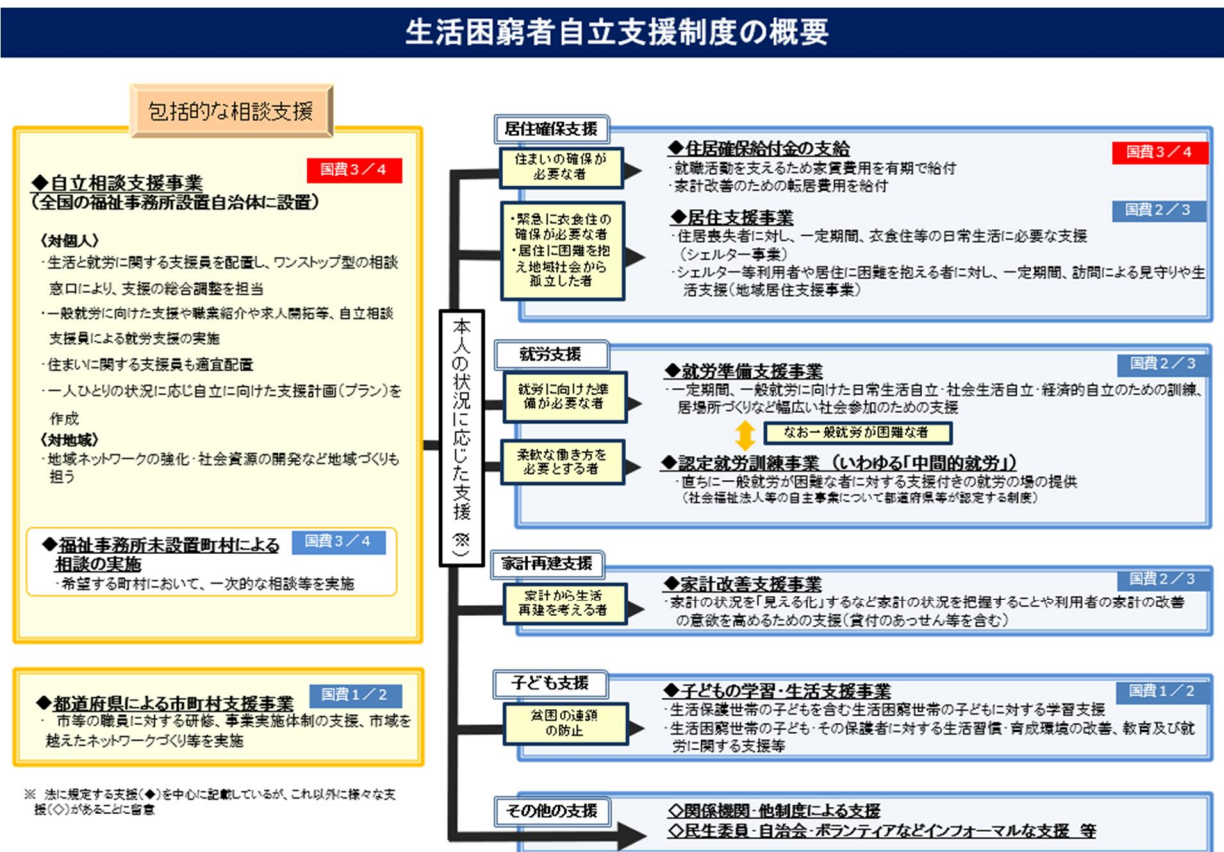 生活困窮者自立支援制度の概要
包括的な相談支援
国費3/4
◆自立相談支援事業
(全国の福祉事務所設置自治体に設置)
〈対個人〉
・生活と就労に関する支援員を配置し、ワンストップ型の相談
窓口により、支援の総合調整を担当
・一般就労に向けた支援や職業紹介や求人開拓等、自立相談
支援員による就労支援の実施
・住まいに関する支援員も適宜配置
・一人ひとりの状況に応じ自立に向けた支援計画(プラン)を
作成
〈対地域〉
・地域ネットワークの強化・社会資源の開発など地域づくりも
担う
◆福祉事務所未設置町村による
相談の実施
国費3/4
・希望する町村において、一次的な相談等を実施
◆都道府県による市町村支援事業
国費1/2
・ 市等の職員に対する研修、事業実施体制の支援、市域を
越えたネットワークづくり等を実施
※ 法に規定する支援(◆)を中心に記載しているが、これ以外に様々な支
援(◇)があることに留意
本人の状況に応じた支援(※)
居住確保支援
住まいの確保が
必要な者
◆住居確保給付金の支給
国費3/4
・就職活動を支えるため家賃費用を有期で給付
・家計改善のための転居費用を給付
・緊急に衣食住の
確保が必要な者
・居住に困難を抱
え地域社会から
孤立した者
◆居住支援事業
国費2/3
・住居喪失者に対し、一定期間、衣食住等の日常生活に必要な支援
(シェルター事業)
・シェルター等利用者や居住に困難を抱える者に対し、一定期間、訪問による見守りや生
活支援(地域居住支援事業)
就労支援
就労に向けた準
備が必要な者
◆就労準備支援事業
国費2/3
・一定期間、一般就労に向けた日常生活自立・社会生活自立・経済的自立のための訓練、
居場所づくりなど幅広い社会参加のための支援
なお一般就労が困難な者
柔軟な働き方を
必要とする者
◆認定就労訓練事業 (いわゆる「中間的就労」)
・直ちに一般就労が困難な者に対する支援付きの就労の場の提供
(社会福祉法人等の自主事業について都道府県等が認定する制度)
家計再建支援
家計から生活
再建を考える者
◆家計改善支援事業
国費2/3
・家計の状況を「見える化」するなど家計の状況を把握することや利用者の家計の改善
の意欲を高めるための支援(貸付のあっせん等を含む)
子ども支援
貧困の連鎖
の防止
◆子どもの学習・生活支援事業
国費1/2
・生活保護世帯の子どもを含む生活困窮世帯の子どもに対する学習支援
・生活困窮世帯の子ども・その保護者に対する生活習慣・育成環境の改善、教育及び就
労に関する支援等
その他の支援
◇関係機関・他制度による支援
◇民生委員・自治会・ボランティアなどインフォーマルな支援 等